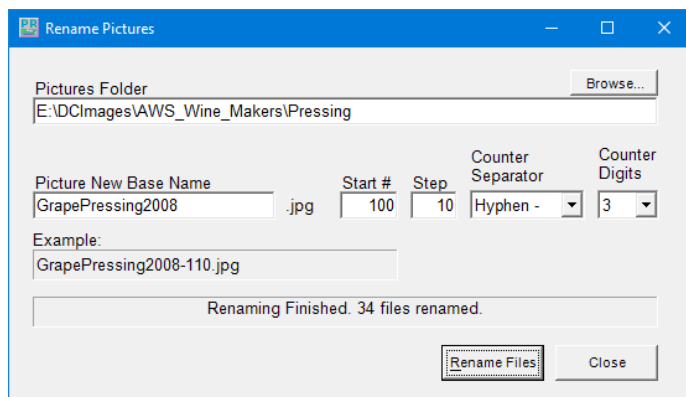 Rename Pictures
Pictures Folder
Browse...
E:\DCImages\AWS_Wine_Makers\Pressing
Picture New Base Name
Start #
Step
Counter
Separator
Counter
Digits
GrapePressing2008
.jpg
100
10
Hyphen -
3
Example:
GrapePressing2008-110.jpg
Renaming Finished. 34 files renamed.
Rename Files
Close